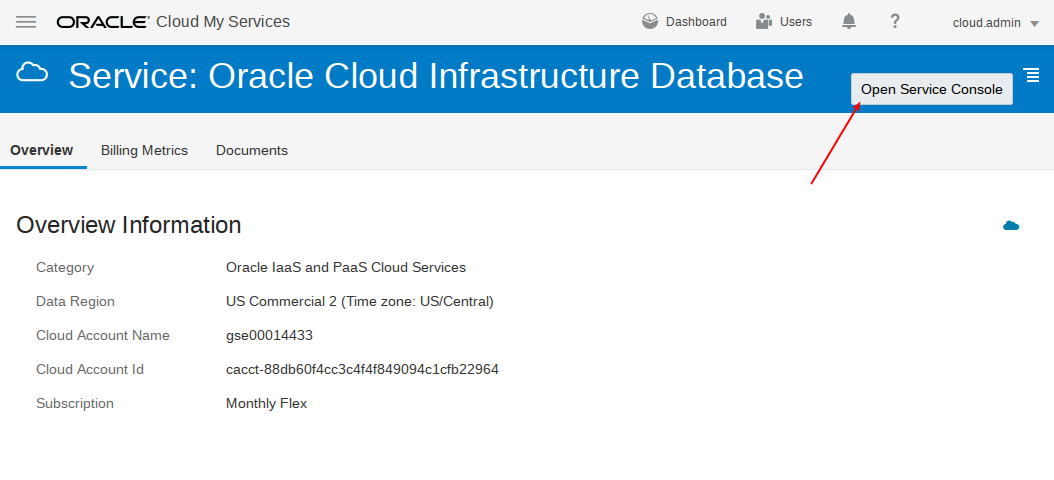 ORACLE Cloud My Services Dashboard Users ? cloud.admin
Service: Oracle Cloud Infrastructure Database Open Service Console
Overview Billing Metrics Documents
Overview Information
Category Oracle IaaS and PaaS Cloud Services
Data Region US Commercial 2 (Time zone: US/Central)
Cloud Account Name gse00014433
Cloud Account Id cacct-88db60f4cc3c4f4f849094c1cfb22964
Subscription Monthly Flex